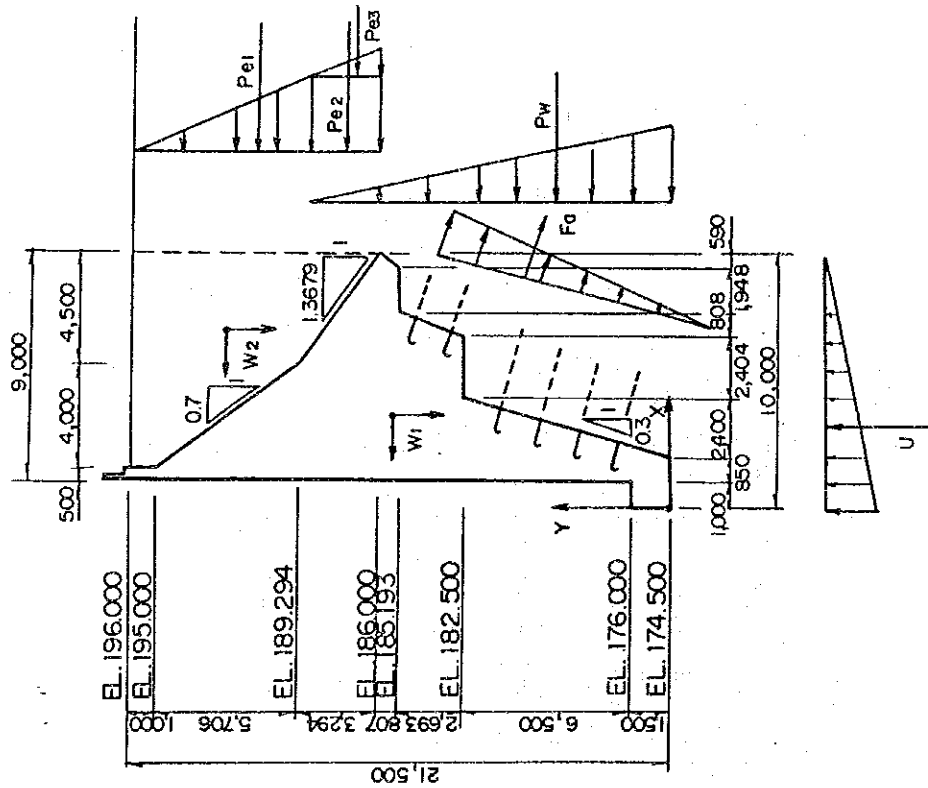 9,000
500
4,000
4,500
EL.196.000
EL.195.000
EL.189.294
EL.186.000
EL.185.193
EL.182.500
EL.176.000
EL.174.500
1,000
5,706
3,294
807
2,693
6,500
1,500
21,500
0.7
1
1.3679
1
W2
W1
0.3
1
X
Y
Pe1
Pe2
Pe3
Pw
Fa
1,000
850
2,400
2,404
808
1,948
590
10,000
U